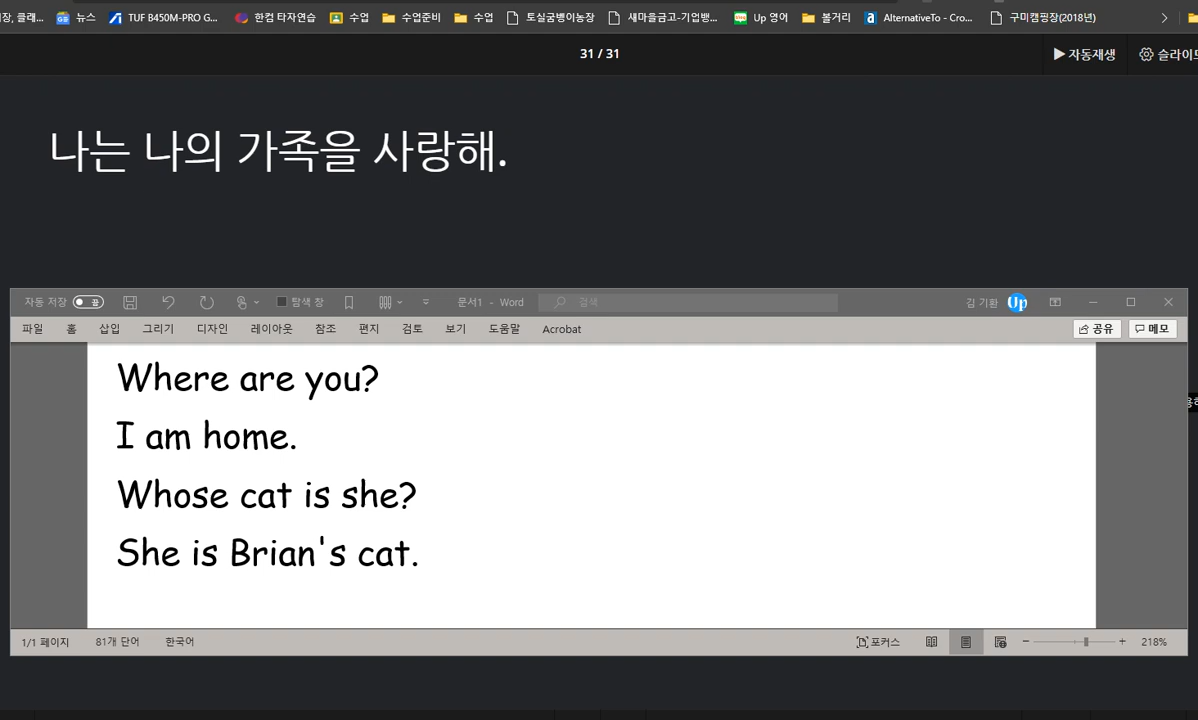 장, 클래... 뉴스 TUF B450M-PRO G... 한컴 타자연습 수업 수업준비 수업 토실굼벵이농장 새마을금고-기업뱅... Up 영어 볼거리 AlternativeTo - Cro... 구미캠핑장(2018년)
31 / 31 자동재생 슬라이드
나는 나의 가족을 사랑해.
자동 저장 끔 탐색 창 문서1 - Word 검색 김 기환 Up
파일 홈 삽입 그리기 디자인 레이아웃 참조 편지 검토 보기 도움말 Acrobat 공유 메모
Where are you?
I am home.
Whose cat is she?
She is Brian's cat.
1/1 페이지 81개 단어 한국어 포커스 218%